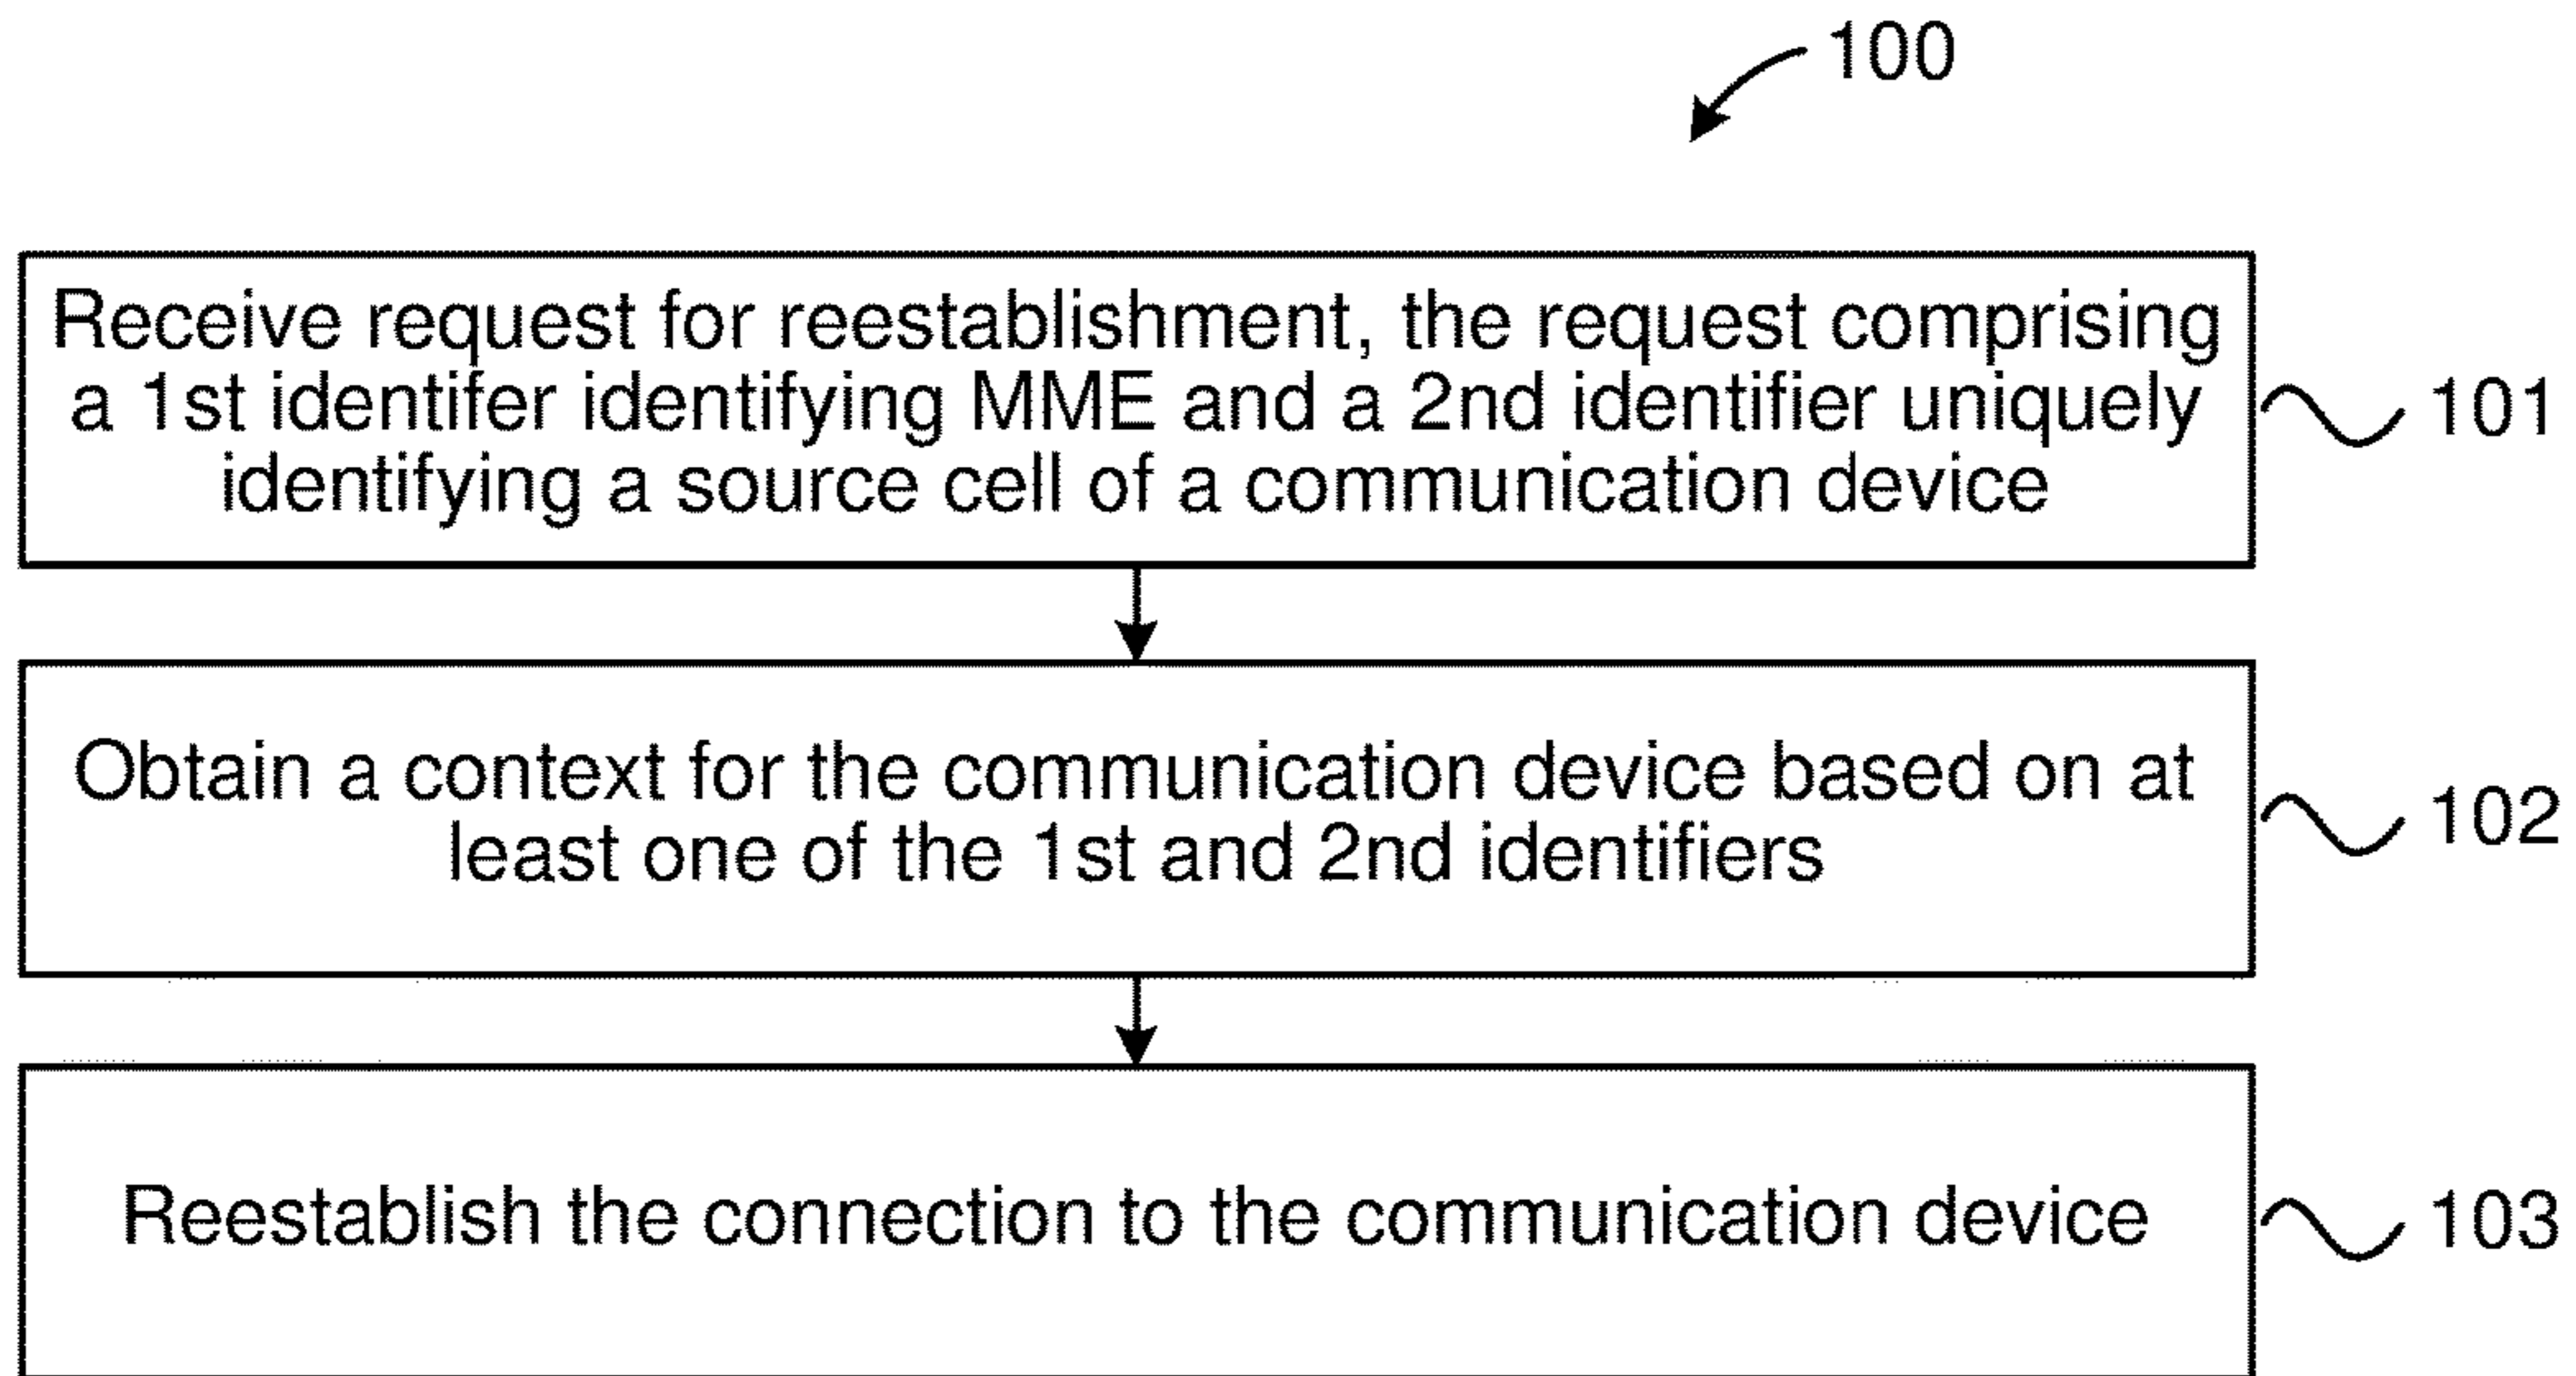 100
Receive request for reestablishment, the request comprising
a 1st identifer identifying MME and a 2nd identifier uniquely
identifying a source cell of a communication device
101
Obtain a context for the communication device based on at
least one of the 1st and 2nd identifiers
102
Reestablish the connection to the communication device
103